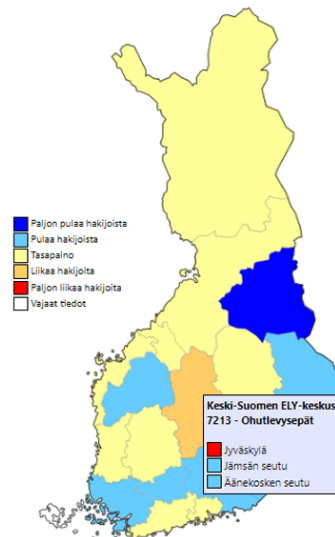 Paljon pulaa hakijoista
Pulaa hakijoista
Tasapaino
Liikaa hakijoita
Paljon liikaa hakijoita
Vajaat tiedot
Keski-Suomen ELY-keskus
7213 - Ohutlevysepät
Jyväskylä
Jämsän seutu
Äänekosken seutu